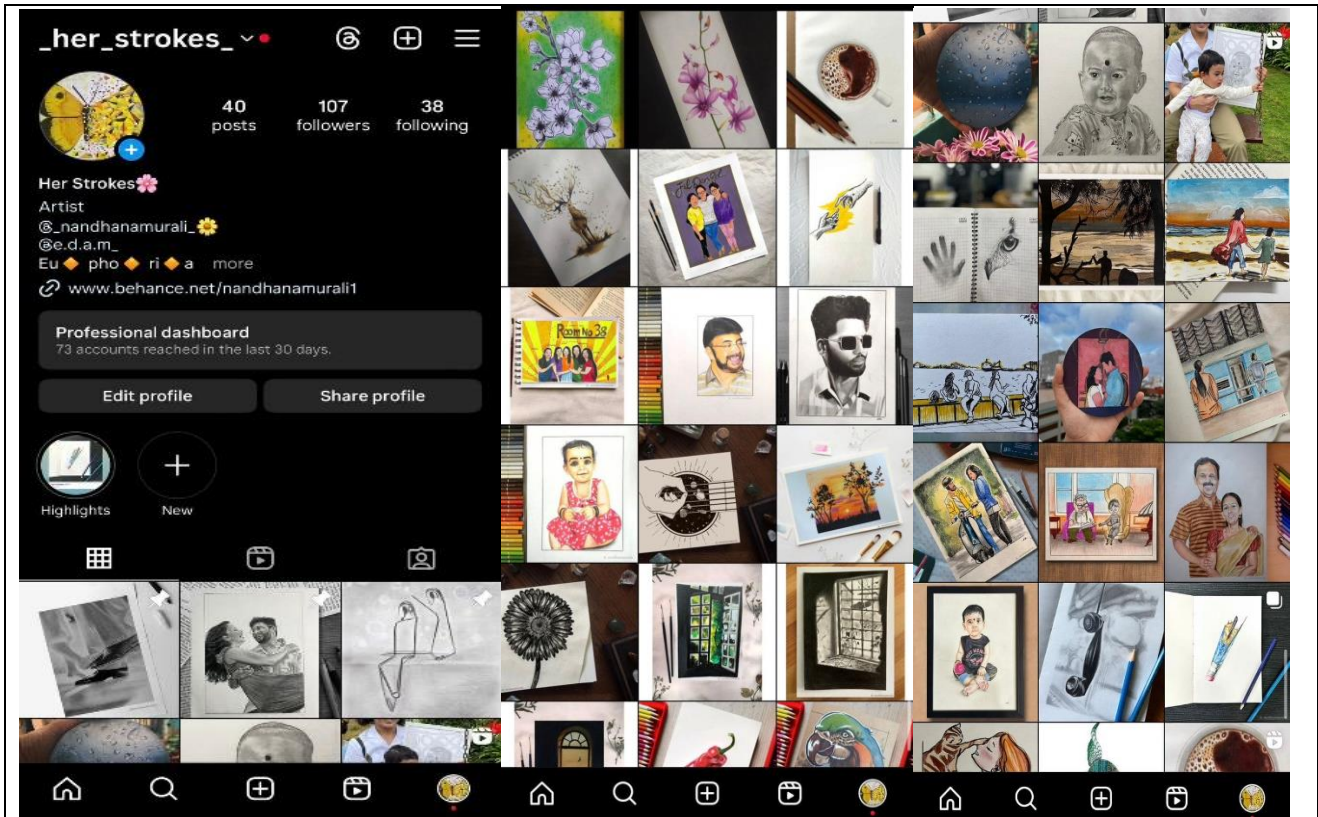 _her_strokes_
40 107 38
posts followers following
Her Strokes🌸
Artist
@_nandhanamurali_🌼
@e.d.a.m_
Eu🔸 pho🔸 ri🔸a more
www.behance.net/nandhanamurali1
Professional dashboard
73 accounts reached in the last 30 days.
Edit profile Share profile
Highlights New
Room No 38